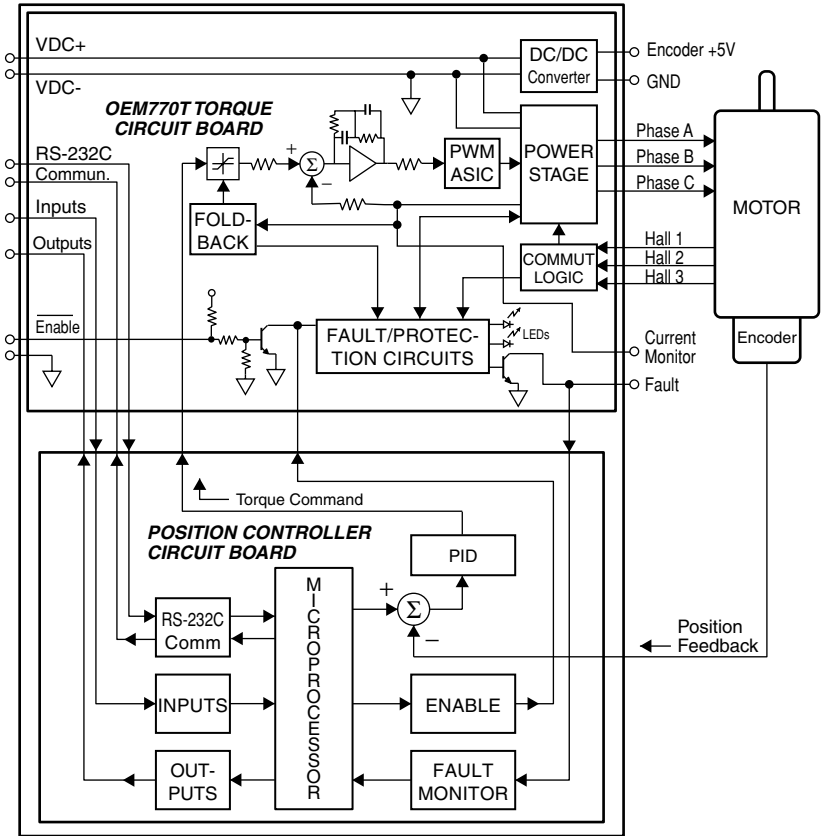 VDC+
VDC-
DC/DC
Converter
Encoder +5V
GND
OEM770T TORQUE
CIRCUIT BOARD
RS-232C
Commun.
Inputs
Outputs
Enable
+
Σ
−
PWM
ASIC
POWER
STAGE
Phase A
Phase B
Phase C
MOTOR
FOLD-
BACK
COMMUT
LOGIC
Hall 1
Hall 2
Hall 3
FAULT/PROTEC-
TION CIRCUITS
LEDs
Current
Monitor
Fault
Encoder
Torque Command
POSITION CONTROLLER
CIRCUIT BOARD
PID
MICROPROCESSOR
+
Σ
−
RS-232C
Comm
Position
Feedback
INPUTS
ENABLE
OUT-
PUTS
FAULT
MONITOR